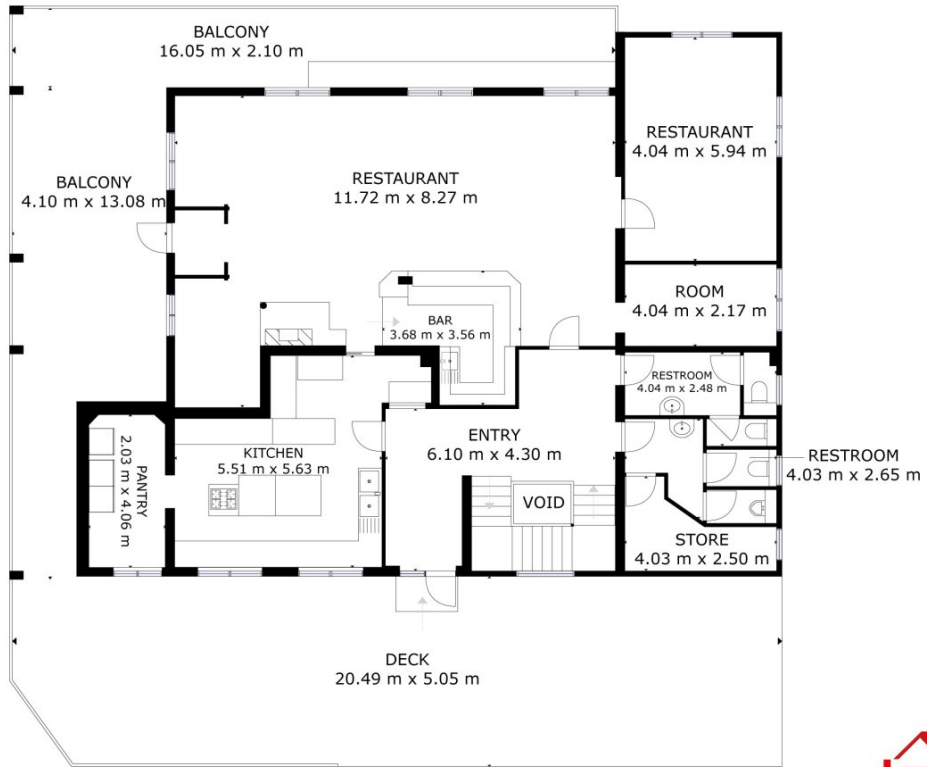 BALCONY
16.05 m x 2.10 m
RESTAURANT
4.04 m x 5.94 m
BALCONY
4.10 m x 13.08 m
RESTAURANT
11.72 m x 8.27 m
ROOM
4.04 m x 2.17 m
BAR
3.68 m x 3.56 m
RESTROOM
4.04 m x 2.48 m
ENTRY
6.10 m x 4.30 m
KITCHEN
5.51 m x 5.63 m
PANTRY
2.03 m x 4.06 m
RESTROOM
4.03 m x 2.65 m
VOID
STORE
4.03 m x 2.50 m
DECK
20.49 m x 5.05 m